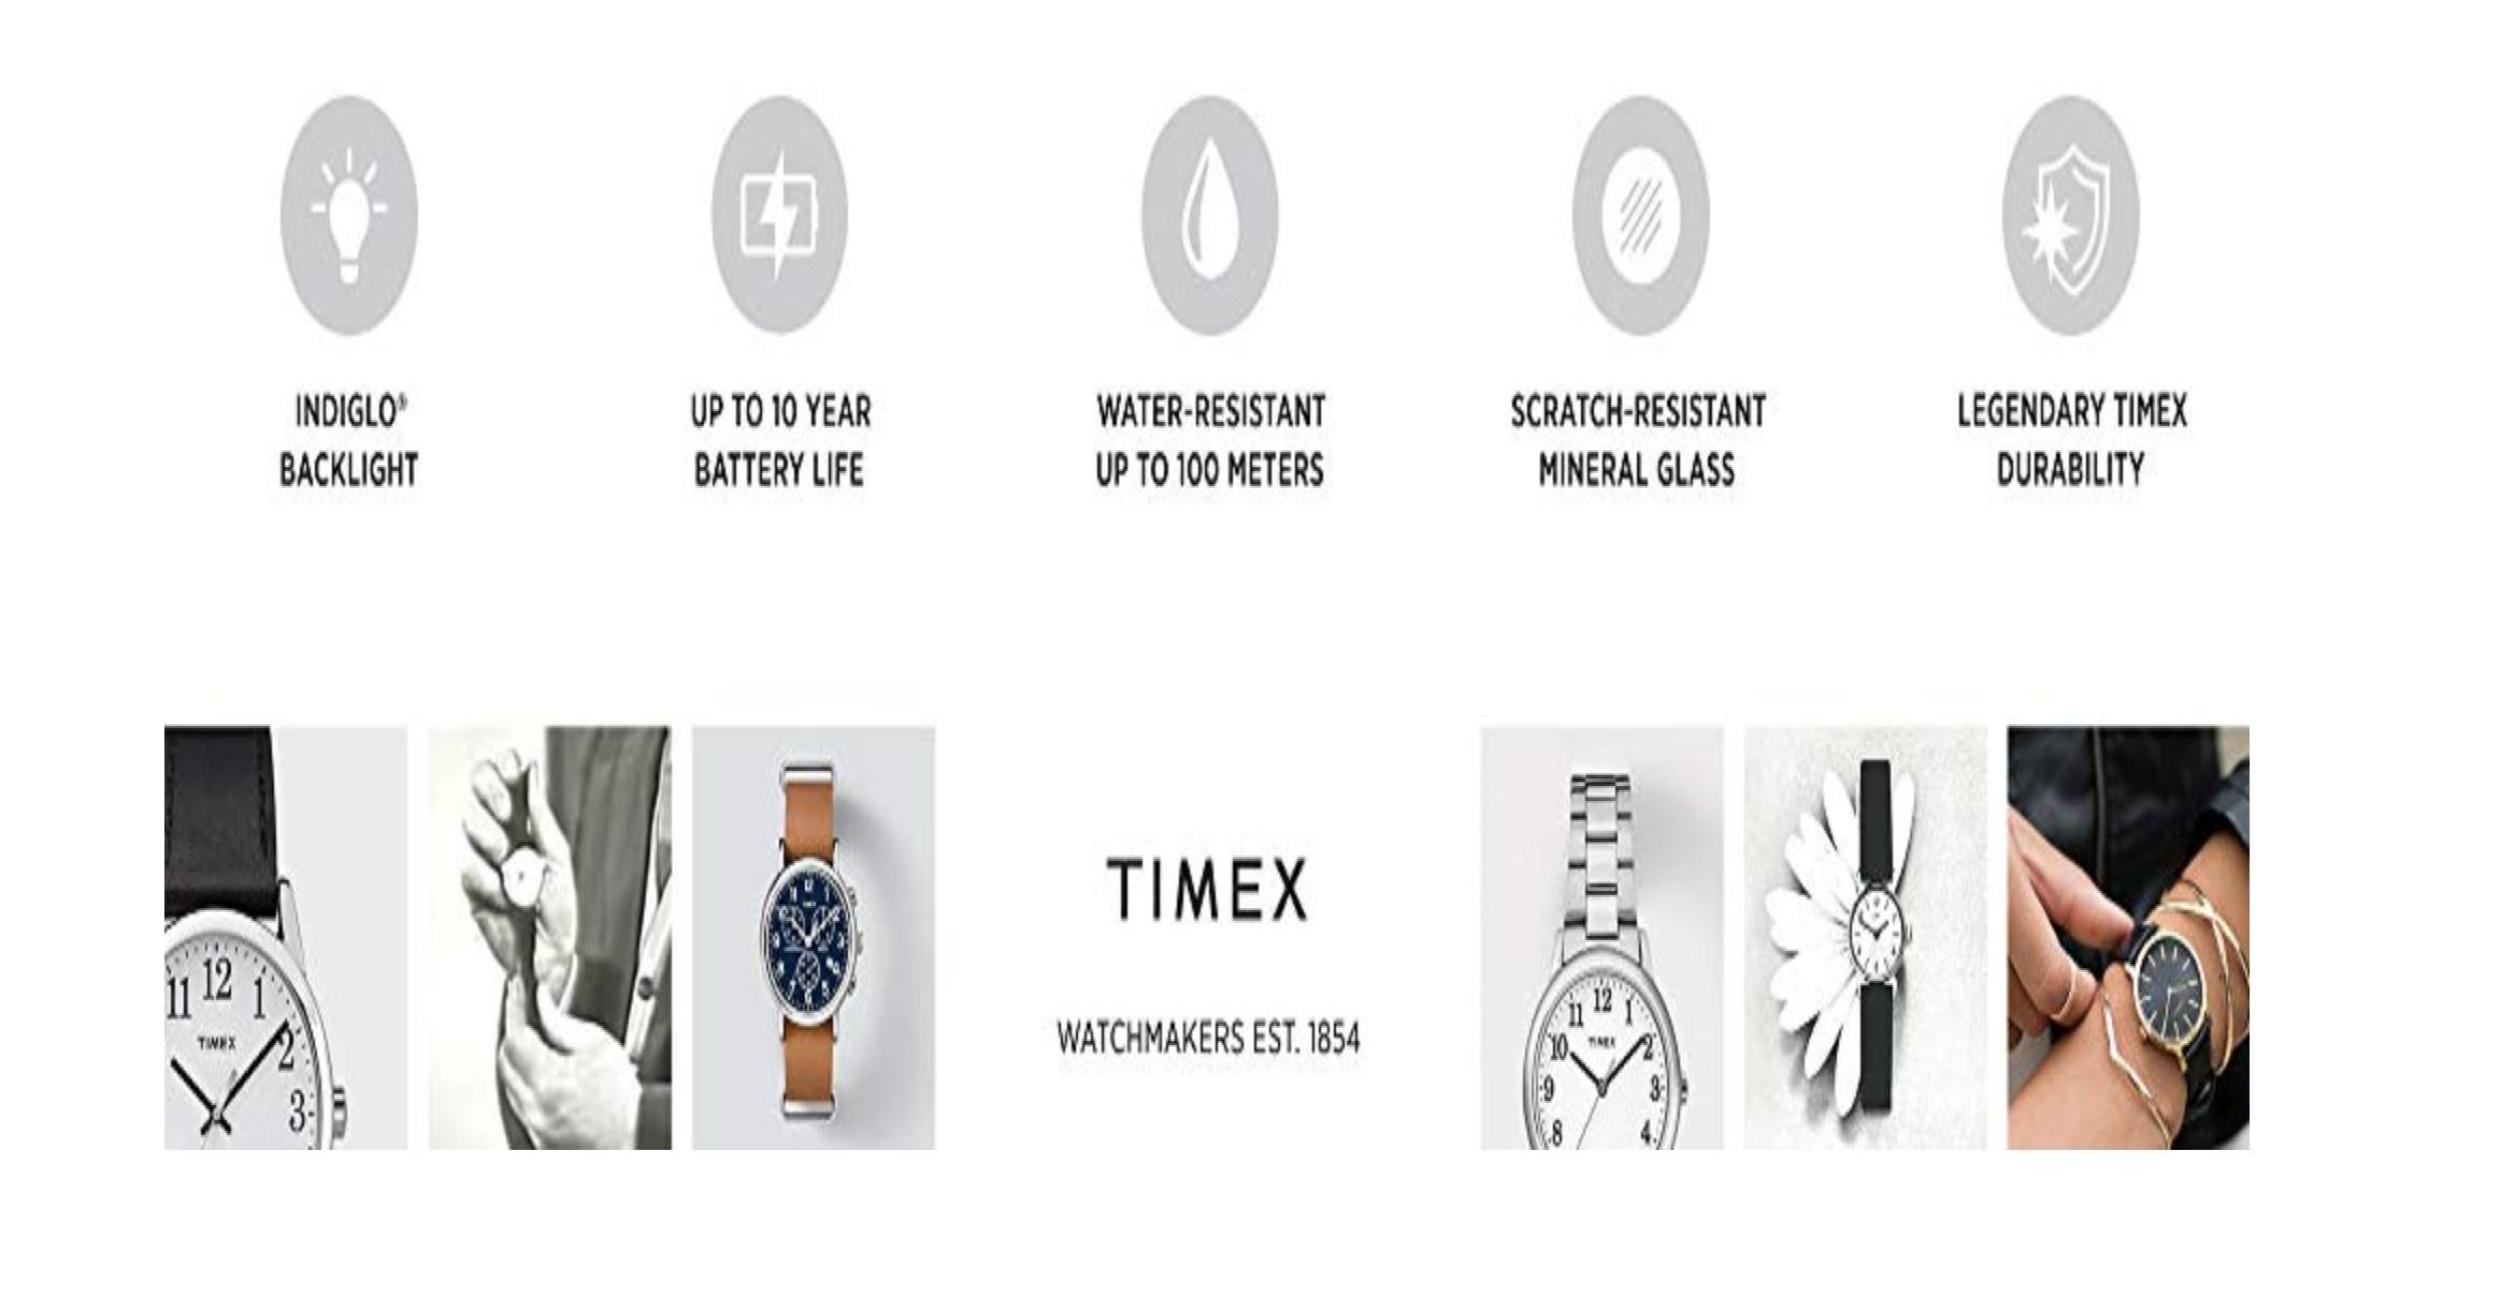 INDIGLO®
BACKLIGHT
UP TO 10 YEAR
BATTERY LIFE
WATER-RESISTANT
UP TO 100 METERS
SCRATCH-RESISTANT
MINERAL GLASS
LEGENDARY TIMEX
DURABILITY
11 12 1
TIMEX
2
3
TIMEX
WATCHMAKERS EST. 1854
11 12 1
10 TIMEX 2
9 3
8 4